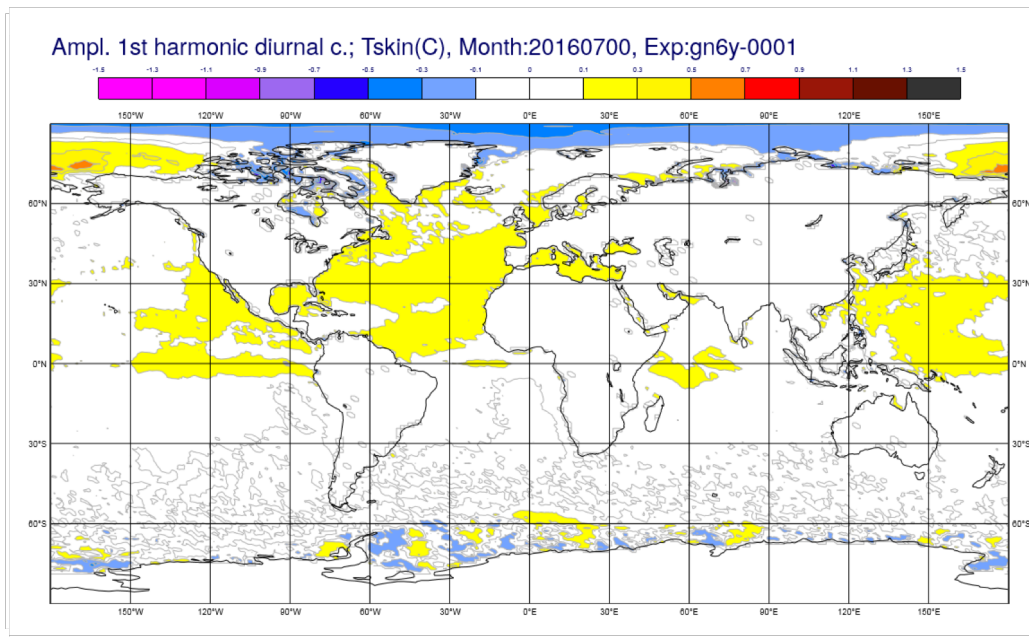 Ampl. 1st harmonic diurnal c.; Tskin(C), Month:20160700, Exp:gn6y-0001
-1.5 -1.3 -1.1 -0.9 -0.7 -0.5 -0.3 -0.1 0 0.1 0.3 0.5 0.7 0.9 1.1 1.3 1.5
150°W 120°W 90°W 60°W 30°W 0°E 30°E 60°E 90°E 120°E 150°E
60°N 60°N
30°N 30°N
0°N 0°N
30°S 30°S
60°S 60°S
150°W 120°W 90°W 60°W 30°W 0°E 30°E 60°E 90°E 120°E 150°E